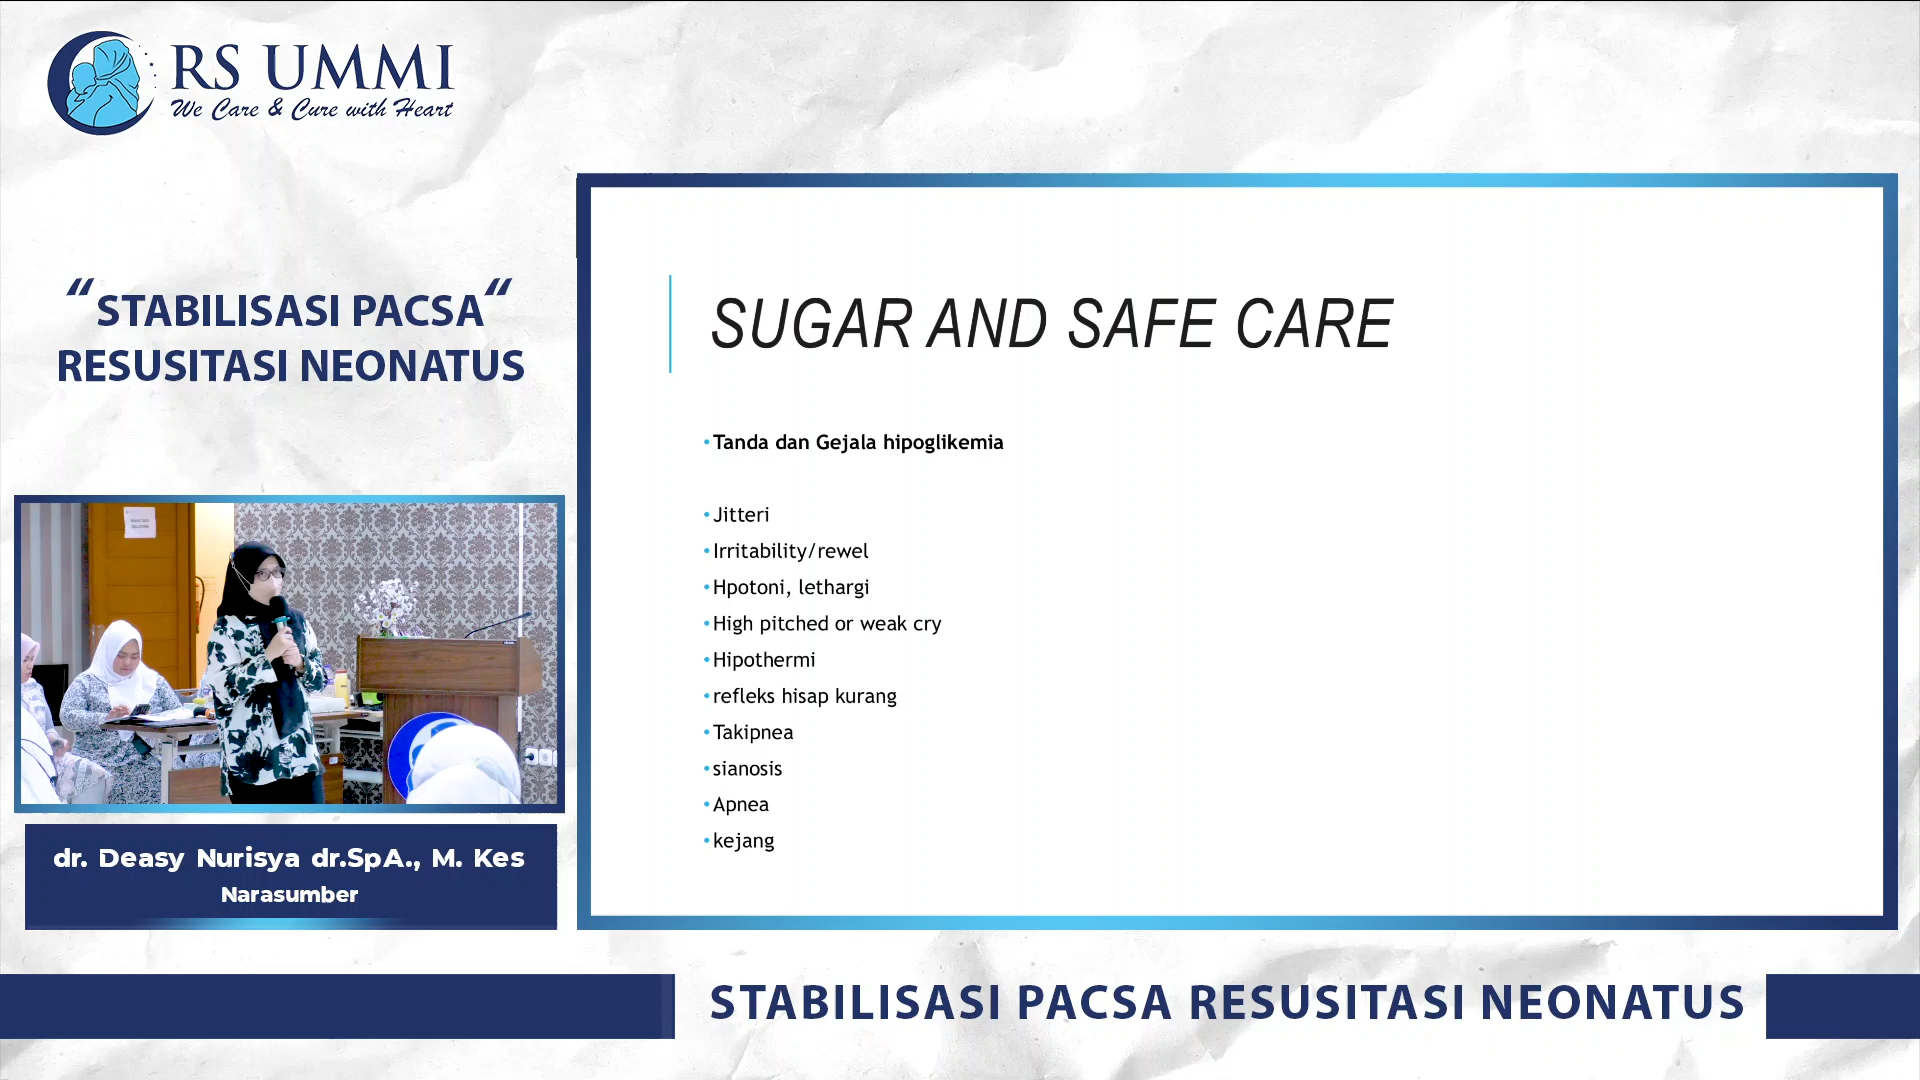 RS UMMI
We Care & Cure with Heart
“STABILISASI PACSA“
RESUSITASI NEONATUS
SUGAR AND SAFE CARE
•Tanda dan Gejala hipoglikemia
•Jitteri
•Irritability/rewel
•Hpotoni, lethargi
•High pitched or weak cry
•Hipothermi
•refleks hisap kurang
•Takipnea
•sianosis
•Apnea
•kejang
dr. Deasy Nurisya dr.SpA., M. Kes
Narasumber
STABILISASI PACSA RESUSITASI NEONATUS